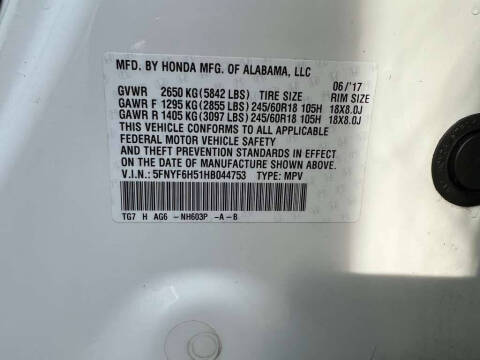 MFD. BY HONDA MFG. OF ALABAMA, LLC
06/'17
GVWR 2650 KG(5842 LBS) TIRE SIZE RIM SIZE
GAWR F 1295 KG(2855 LBS) 245/60R18 105H 18X8.0J
GAWR R 1405 KG(3097 LBS) 245/60R18 105H 18X8.0J
THIS VEHICLE CONFORMS TO ALL APPLICABLE
FEDERAL MOTOR VEHICLE SAFETY
AND THEFT PREVENTION STANDARDS IN EFFECT
ON THE DATE OF MANUFACTURE SHOWN ABOVE.
V.I.N.: 5FNYF6H51HB044753 TYPE: MPV
TG7 H AG6 -NH603P -A-B